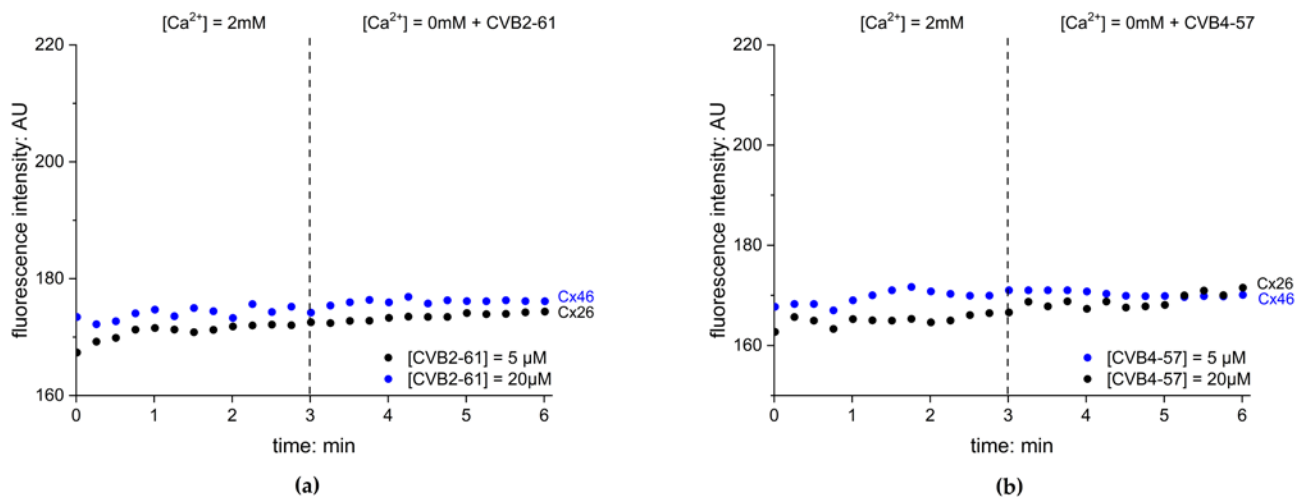 [Ca²⁺] = 2mM
[Ca²⁺] = 0mM + CVB2-61
220
200
180
160
fluorescence intensity: AU
Cx46
Cx26
[CVB2-61] = 5 µM
[CVB2-61] = 20µM
0 1 2 3 4 5 6
time: min
(a)
[Ca²⁺] = 2mM
[Ca²⁺] = 0mM + CVB4-57
220
200
180
160
fluorescence intensity: AU
Cx26
Cx46
[CVB4-57] = 5 µM
[CVB4-57] = 20µM
0 1 2 3 4 5 6
time: min
(b)